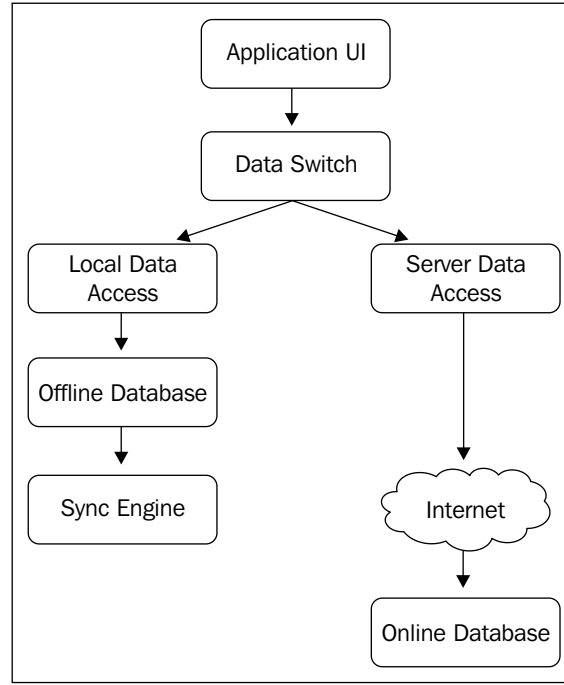 Application UI
Data Switch
Local Data
Access
Server Data
Access
Offline Database
Sync Engine
Internet
Online Database